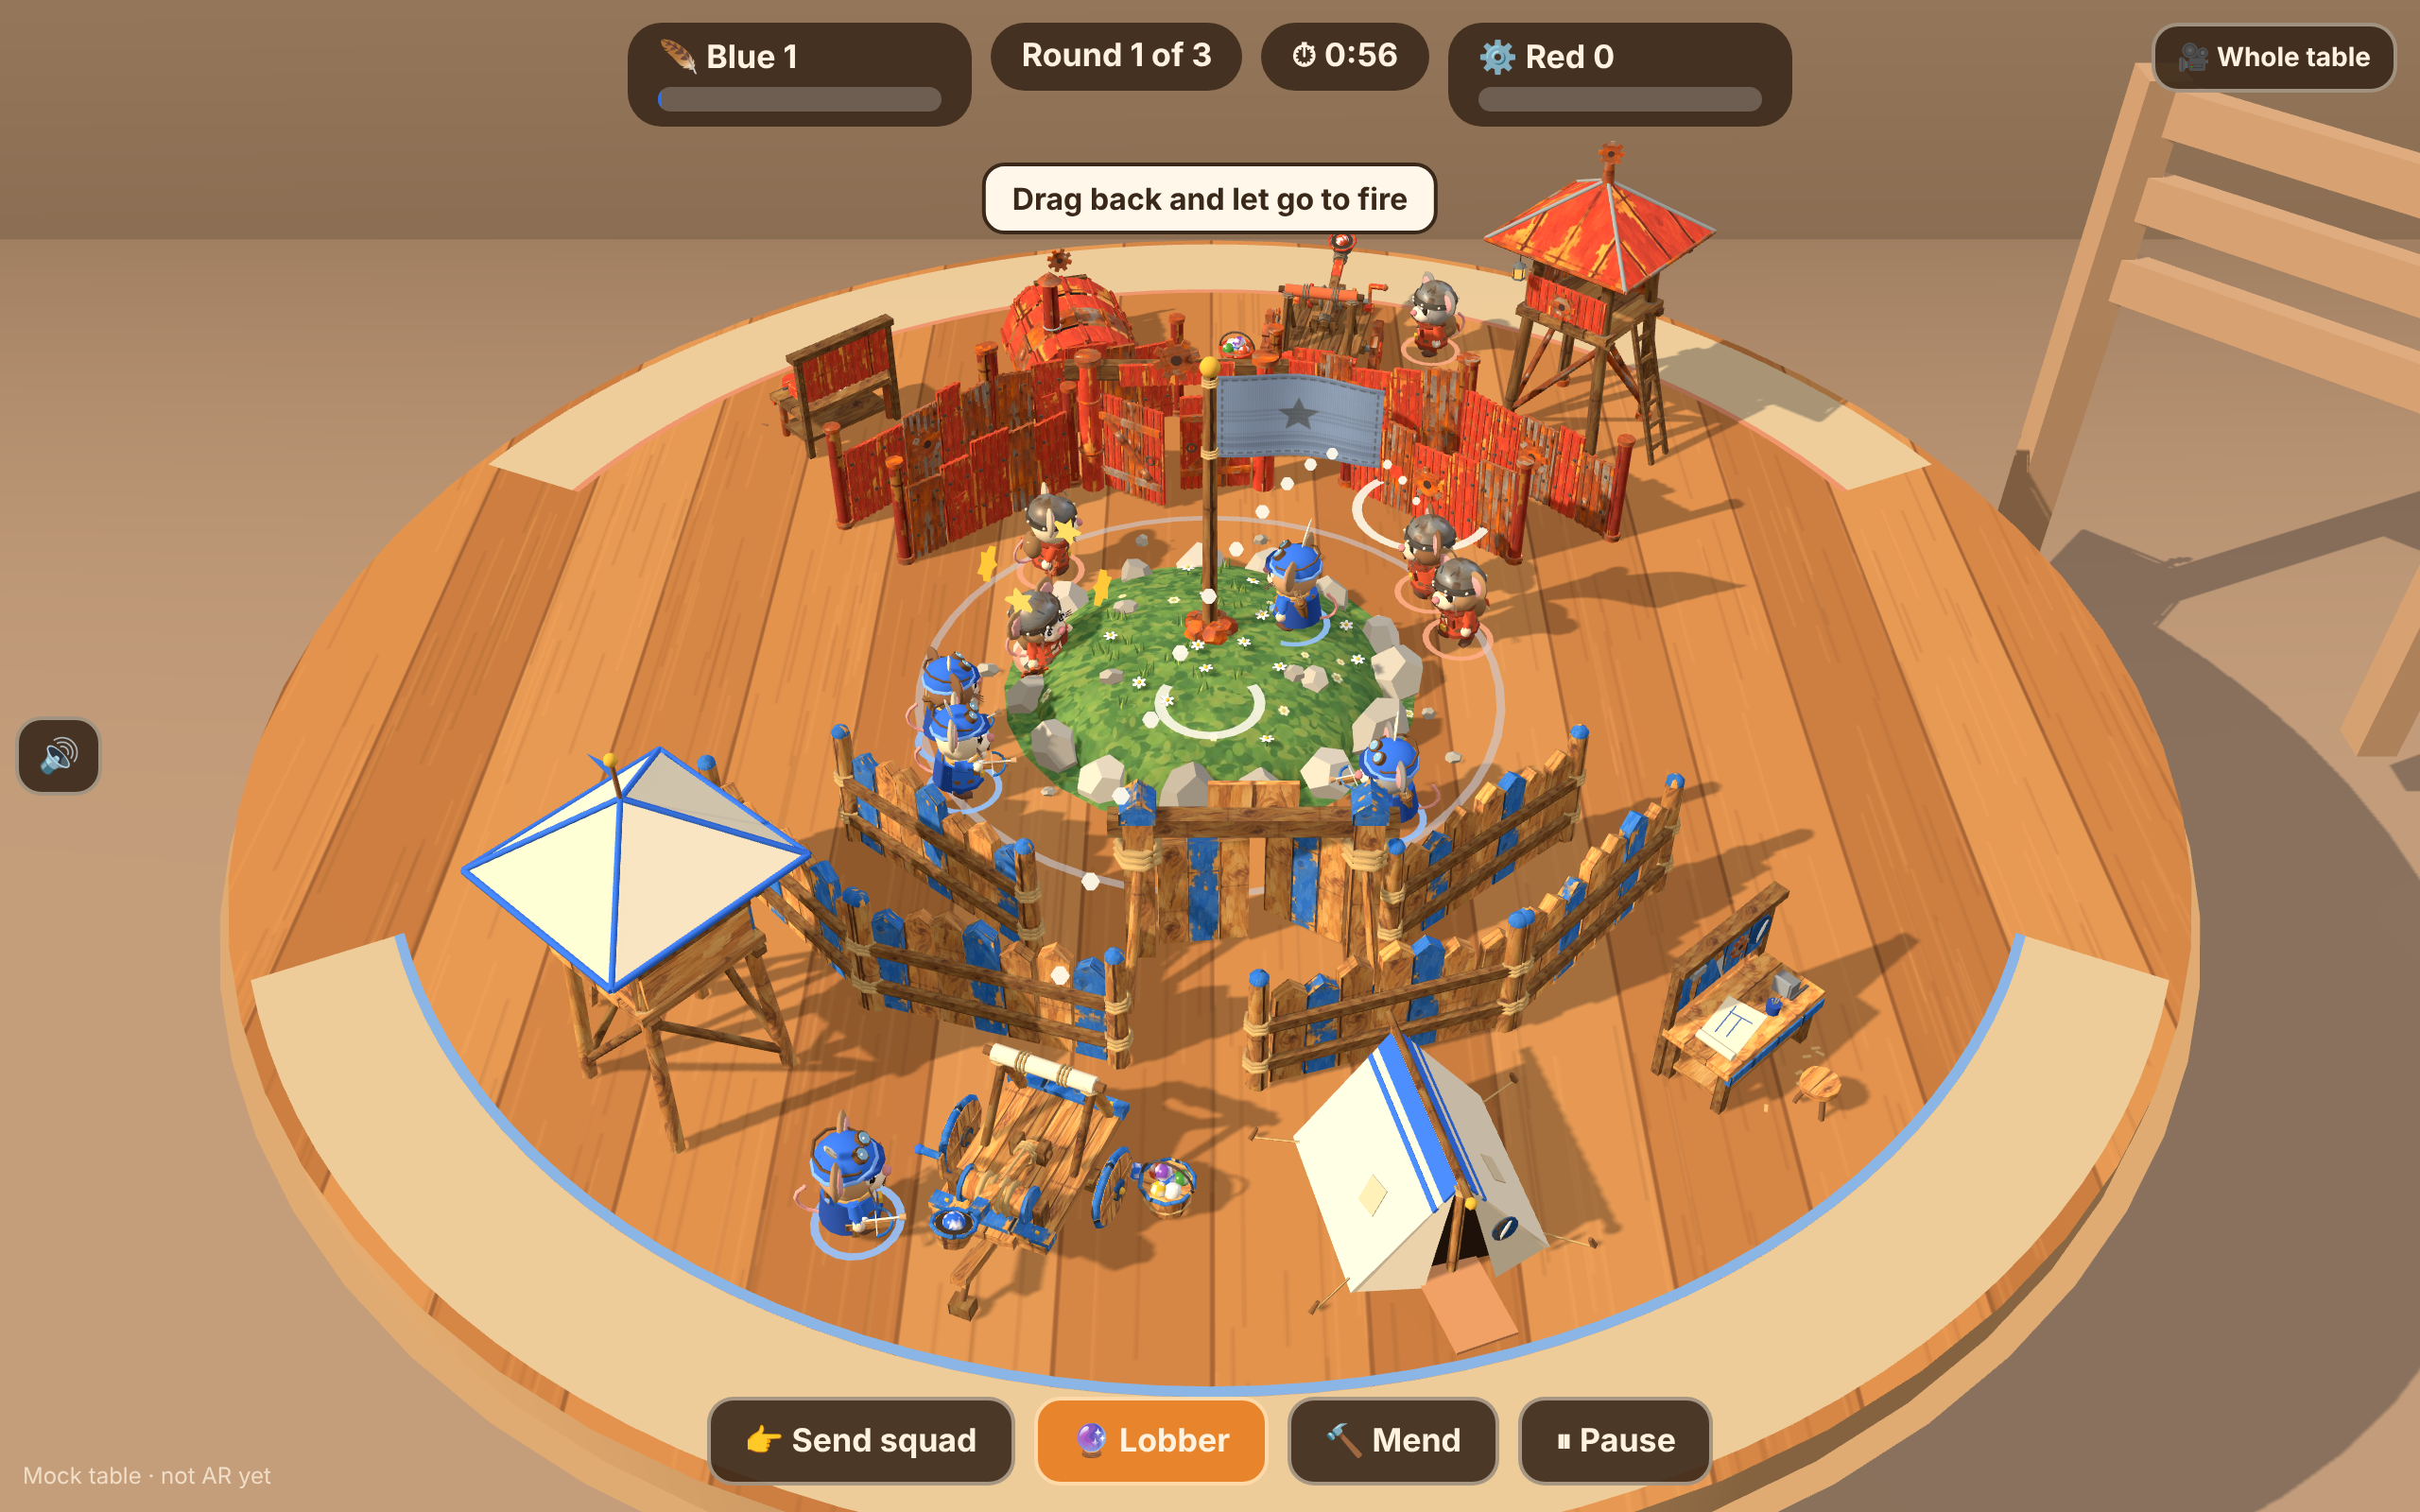 Blue 1
Round 1 of 3
0:56
Red 0
Whole table
Drag back and let go to fire
Send squad
Lobber
Mend
Pause
Mock table · not AR yet